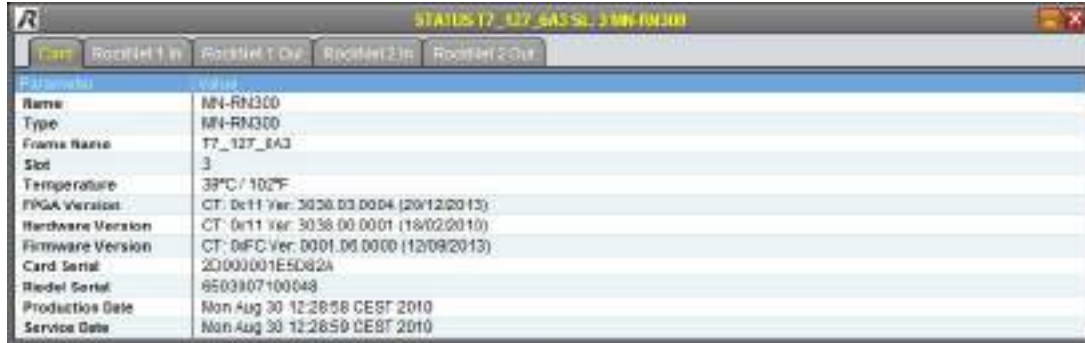 R STATUS T7_127_6A3 SL. 3 MN-RN300
Card RockNet 1 In RockNet 1 Out RockNet 2 In RockNet 2 Out
Parameter Value
Name MN-RN300
Type MN-RN300
Frame Name T7_127_6A3
Slot 3
Temperature 39°C / 102°F
FPGA Version CT: 0x11 Ver: 3038.03.0004 (20/12/2013)
Hardware Version CT: 0x11 Ver: 3038.00.0001 (18/02/2010)
Firmware Version CT: 0xFC Ver: 0001.06.0000 (12/09/2013)
Card Serial 2D000001E5D82A
Riedel Serial 6503907100048
Production Date Mon Aug 30 12:28:58 CEST 2010
Service Date Mon Aug 30 12:28:59 CEST 2010